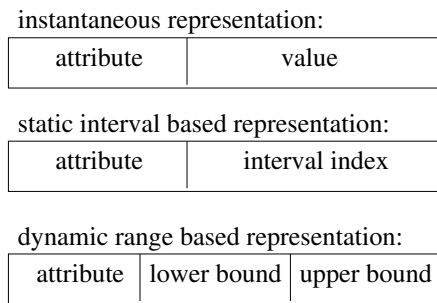 instantaneous representation:
attribute value
static interval based representation:
attribute interval index
dynamic range based representation:
attribute lower bound upper bound